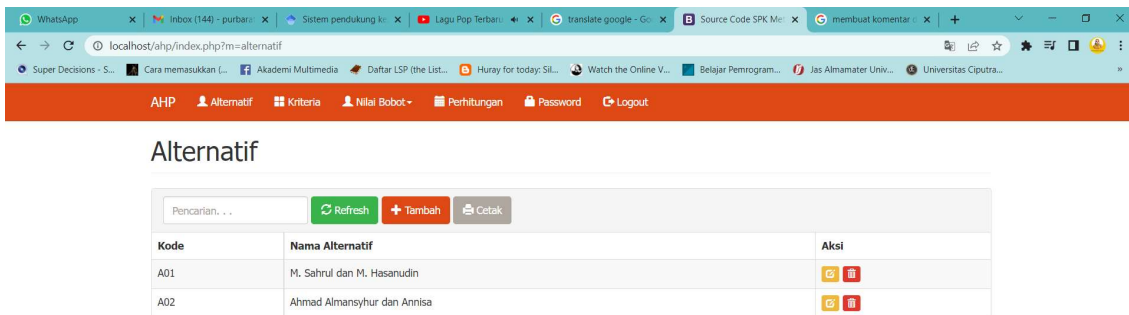 WhatsApp
Inbox (144) - purbara
Sistem pendukung ke
Lagu Pop Terbaru
translate google - Go
Source Code SPK Met
membuat komentar d
localhost/ahp/index.php?m=alternatif
Super Decisions - S...
Cara memasukkan (...
Akademi Multimedia
Daftar LSP (the List...
Huray for today: Sil...
Watch the Online V...
Belajar Pemrogram...
Jas Almamater Univ...
Universitas Ciputra...
AHP Alternatif Kriteria Nilai Bobot Perhitungan Password Logout
Alternatif
Pencarian. . . Refresh Tambah Cetak
Kode Nama Alternatif Aksi
A01 M. Sahrul dan M. Hasanudin
A02 Ahmad Almansyhur dan Annisa